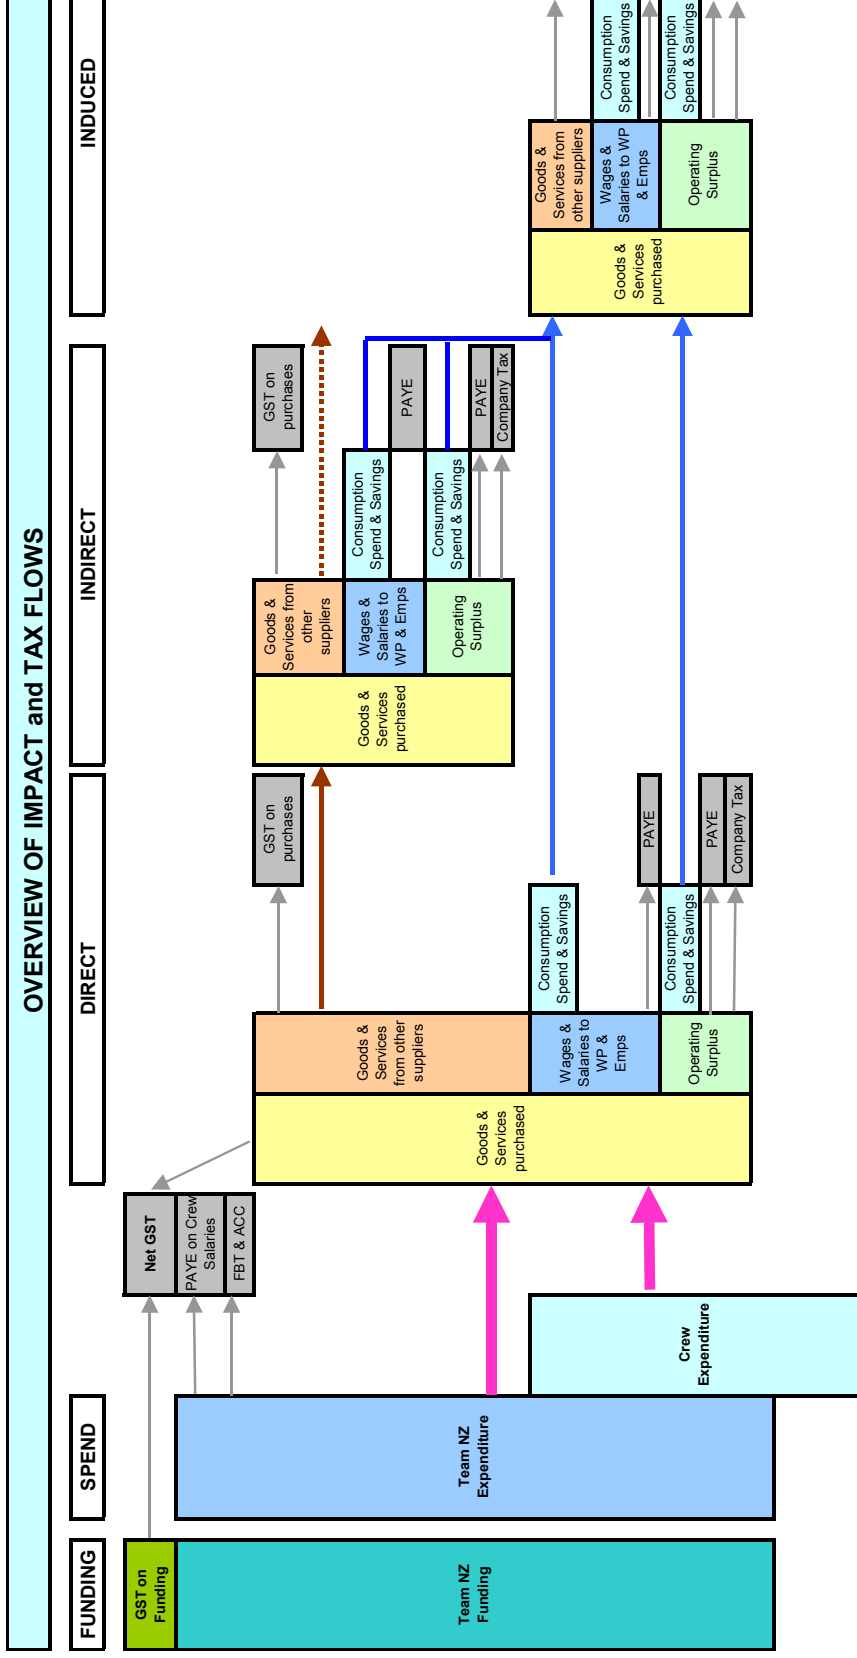 OVERVIEW OF IMPACT and TAX FLOWS
FUNDING
SPEND
DIRECT
INDIRECT
INDUCED
GST on
Funding
Team NZ
Funding
Team NZ
Expenditure
Crew
Expenditure
Net GST
PAYE on Crew
Salaries
FBT & ACC
Goods &
Services
purchased
Goods &
Services
from other
suppliers
Wages &
Salaries to
WP &
Emps
Operating
Surplus
Consumption
Spend & Savings
Consumption
Spend & Savings
GST on
purchases
PAYE
PAYE
Company Tax
Goods &
Services
purchased
Goods &
Services from
other
suppliers
Wages &
Salaries to
WP & Emps
Operating
Surplus
Consumption
Spend & Savings
Consumption
Spend & Savings
GST on
purchases
PAYE
PAYE
Company Tax
Goods &
Services
purchased
Goods &
Services from
other suppliers
Wages &
Salaries to WP
& Emps
Operating
Surplus
Consumption
Spend & Savings
Consumption
Spend & Savings